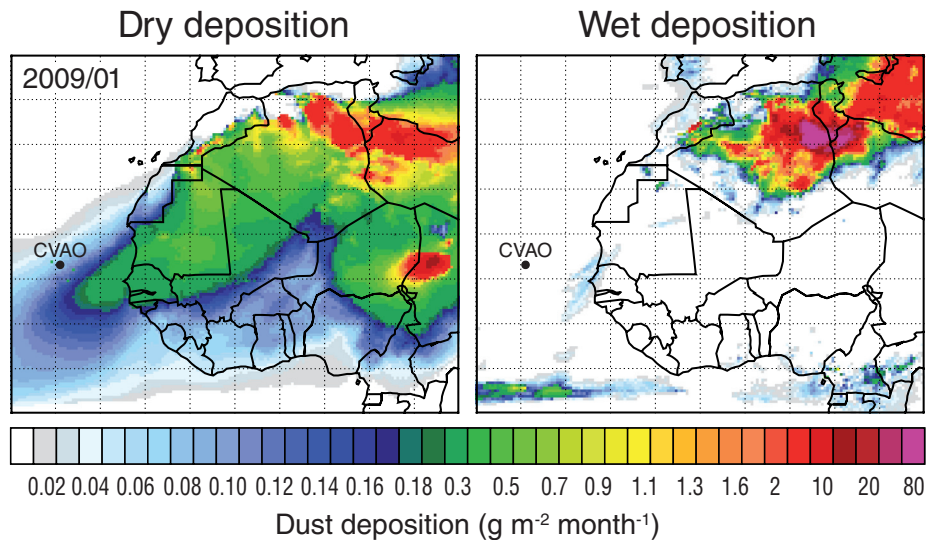 Dry deposition
Wet deposition
2009/01
CVAO
CVAO
0.02 0.04 0.06 0.08 0.10 0.12 0.14 0.16 0.18 0.3 0.5 0.7 0.9 1.1 1.3 1.6 2 10 20 80
Dust deposition (g m⁻² month⁻¹)